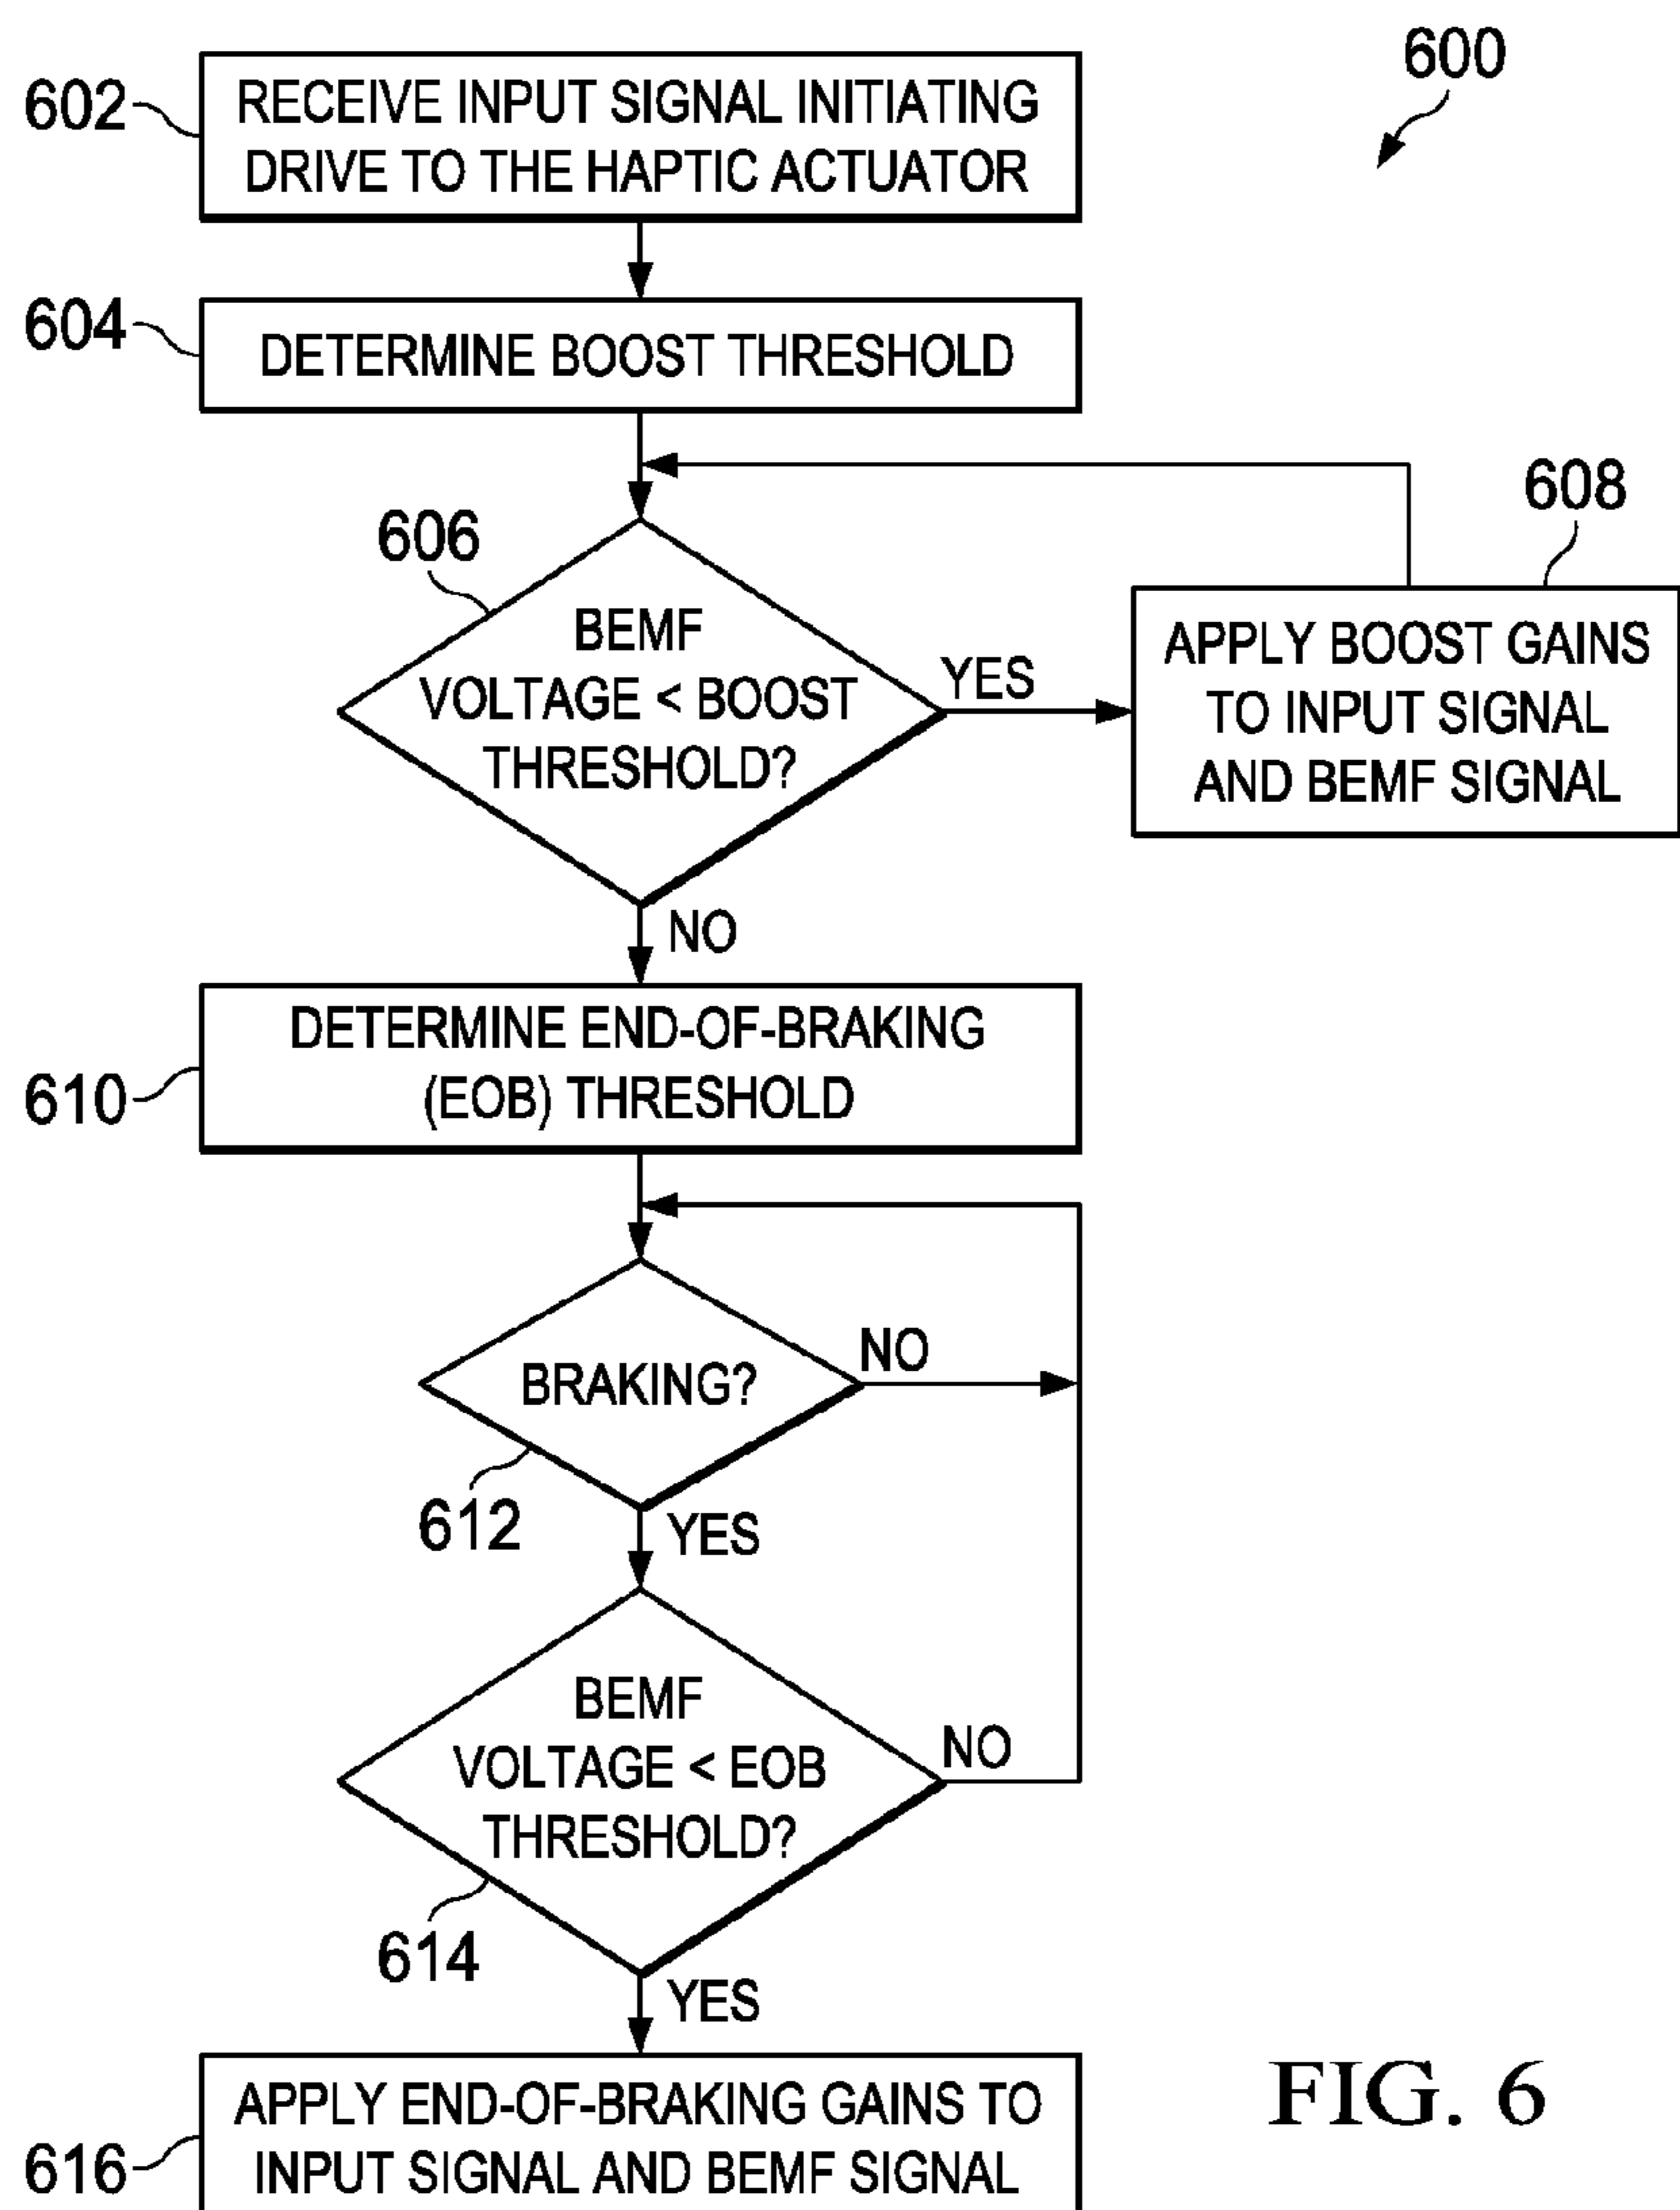 600
602
RECEIVE INPUT SIGNAL INITIATING
DRIVE TO THE HAPTIC ACTUATOR
604
DETERMINE BOOST THRESHOLD
606
BEMF
VOLTAGE < BOOST
THRESHOLD?
YES
608
APPLY BOOST GAINS
TO INPUT SIGNAL
AND BEMF SIGNAL
NO
610
DETERMINE END-OF-BRAKING
(EOB) THRESHOLD
BRAKING?
NO
612
YES
BEMF
VOLTAGE < EOB
THRESHOLD?
NO
614
YES
616
APPLY END-OF-BRAKING GAINS TO
INPUT SIGNAL AND BEMF SIGNAL
FIG. 6